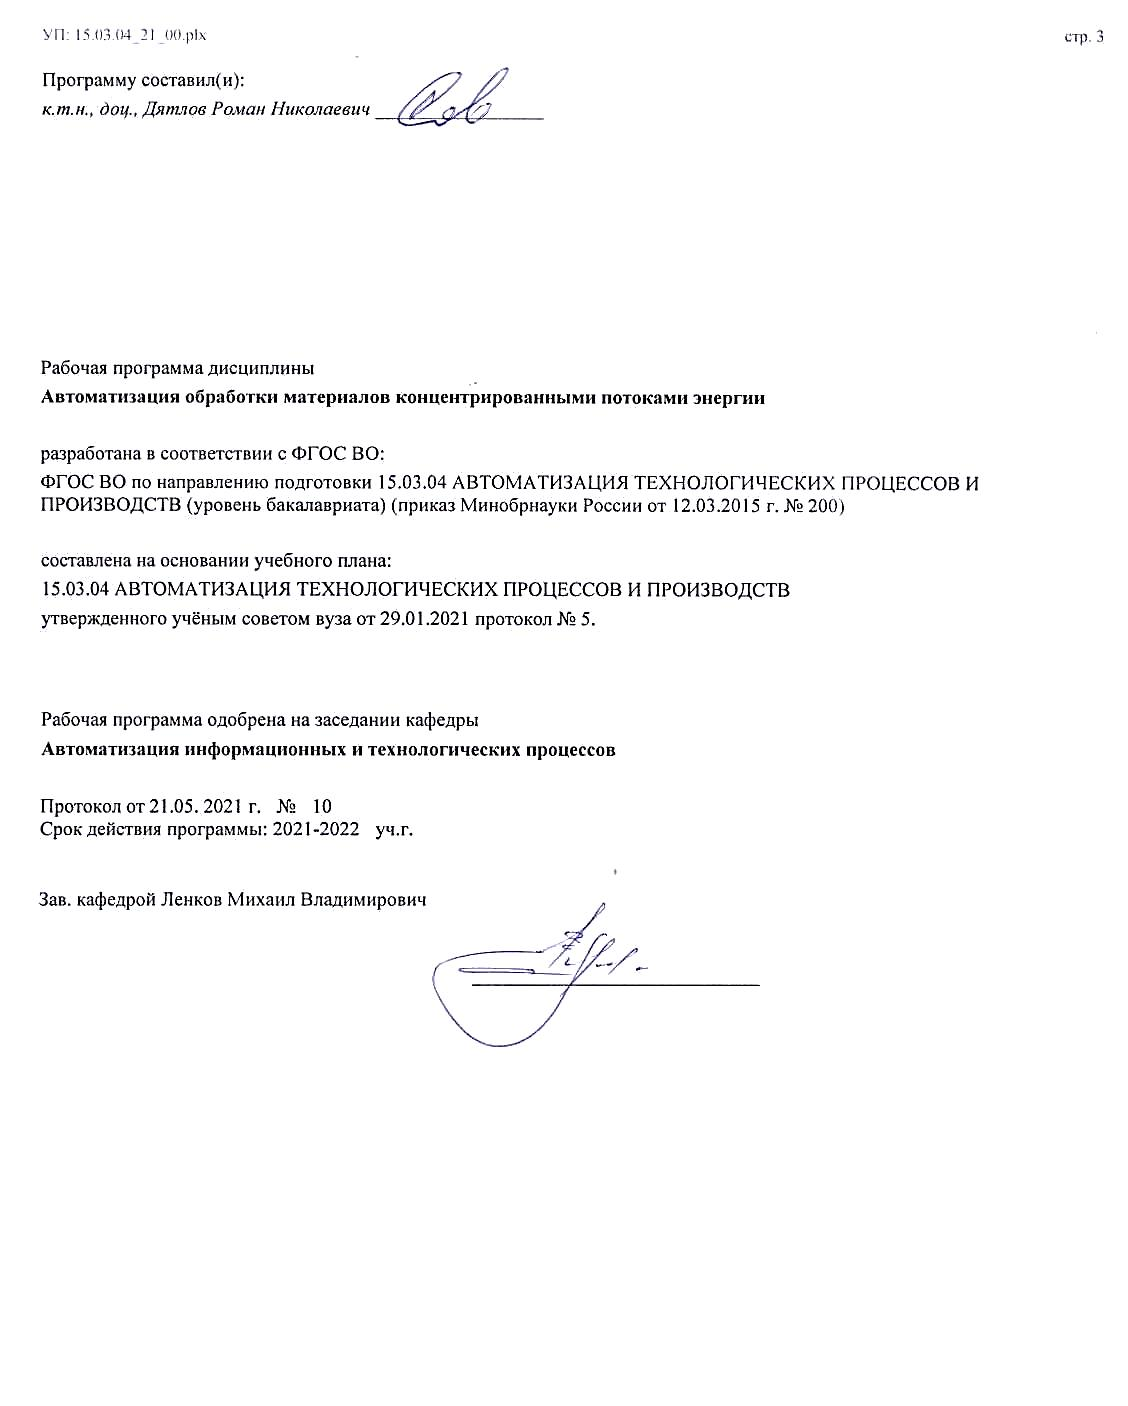 УП: 15.03.04_21_00.plx
стр. 3
Программу составил(и):
к.т.н., доц., Дятлов Роман Николаевич
Рабочая программа дисциплины
Автоматизация обработки материалов концентрированными потоками энергии
разработана в соответствии с ФГОС ВО:
ФГОС ВО по направлению подготовки 15.03.04 АВТОМАТИЗАЦИЯ ТЕХНОЛОГИЧЕСКИХ ПРОЦЕССОВ И
ПРОИЗВОДСТВ (уровень бакалавриата) (приказ Минобрнауки России от 12.03.2015 г. № 200)
составлена на основании учебного плана:
15.03.04 АВТОМАТИЗАЦИЯ ТЕХНОЛОГИЧЕСКИХ ПРОЦЕССОВ И ПРОИЗВОДСТВ
утвержденного учёным советом вуза от 29.01.2021 протокол № 5.
Рабочая программа одобрена на заседании кафедры
Автоматизация информационных и технологических процессов
Протокол от 21.05. 2021 г. № 10
Срок действия программы: 2021-2022 уч.г.
Зав. кафедрой Ленков Михаил Владимирович